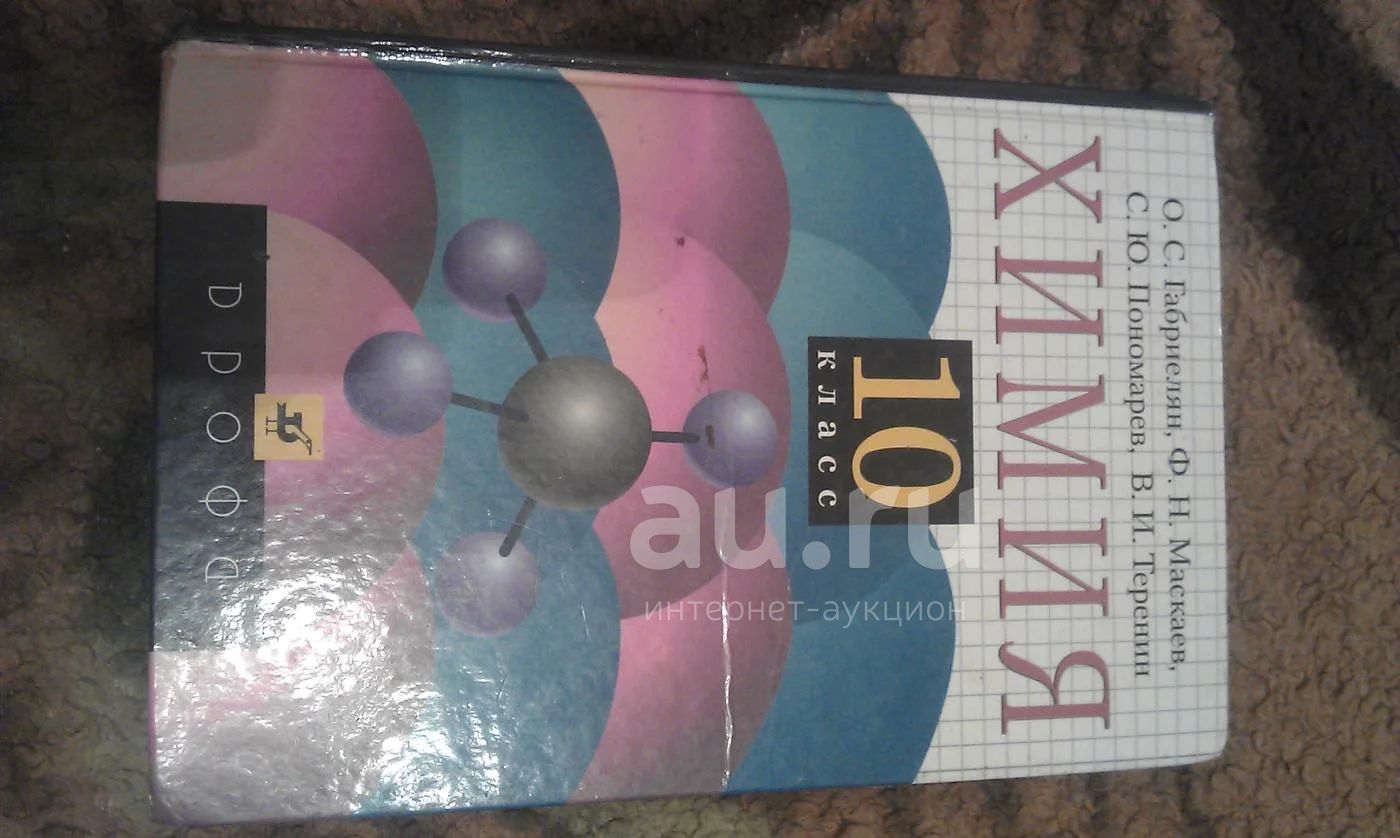 О. С. Габриелян, Ф. Н. Маскаев,
С. Ю. Пономарев, В. И. Теренин
ХИМИЯ
10
класс
дрофа
au.ru
интернет-аукцион